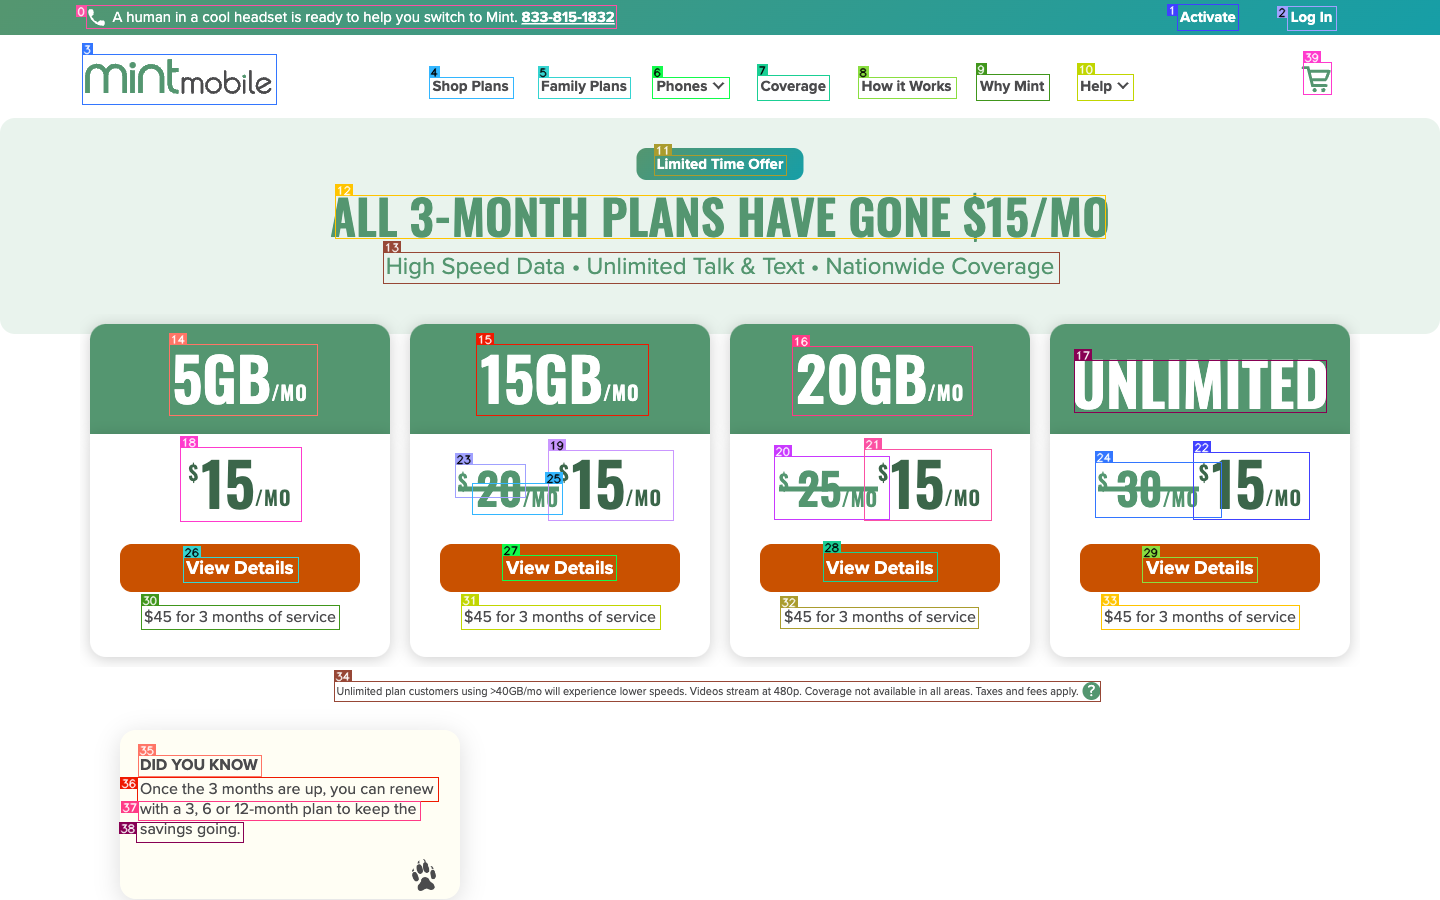 0 A human in a cool headset is ready to help you switch to Mint. 833-815-1832 1 Activate 2 Log In
3 mintmobile 4 Shop Plans 5 Family Plans 6 Phones 7 Coverage 8 How it Works 9 Why Mint 10 Help 39
11 Limited Time Offer
12 ALL 3-MONTH PLANS HAVE GONE $15/MO
13 High Speed Data • Unlimited Talk & Text • Nationwide Coverage
14 5GB/MO 15 15GB/MO 16 20GB/MO 17 UNLIMITED
18 $15/MO 23 $20/MO 25 19 $15/MO 20 $25/MO 21 $15/MO 24 $30/MO 22 $15/MO
26 View Details 27 View Details 28 View Details 29 View Details
30 $45 for 3 months of service 31 $45 for 3 months of service 32 $45 for 3 months of service 33 $45 for 3 months of service
34 Unlimited plan customers using >40GB/mo will experience lower speeds. Videos stream at 480p. Coverage not available in all areas. Taxes and fees apply. ?
35 DID YOU KNOW
36 Once the 3 months are up, you can renew
37 with a 3, 6 or 12-month plan to keep the
38 savings going.